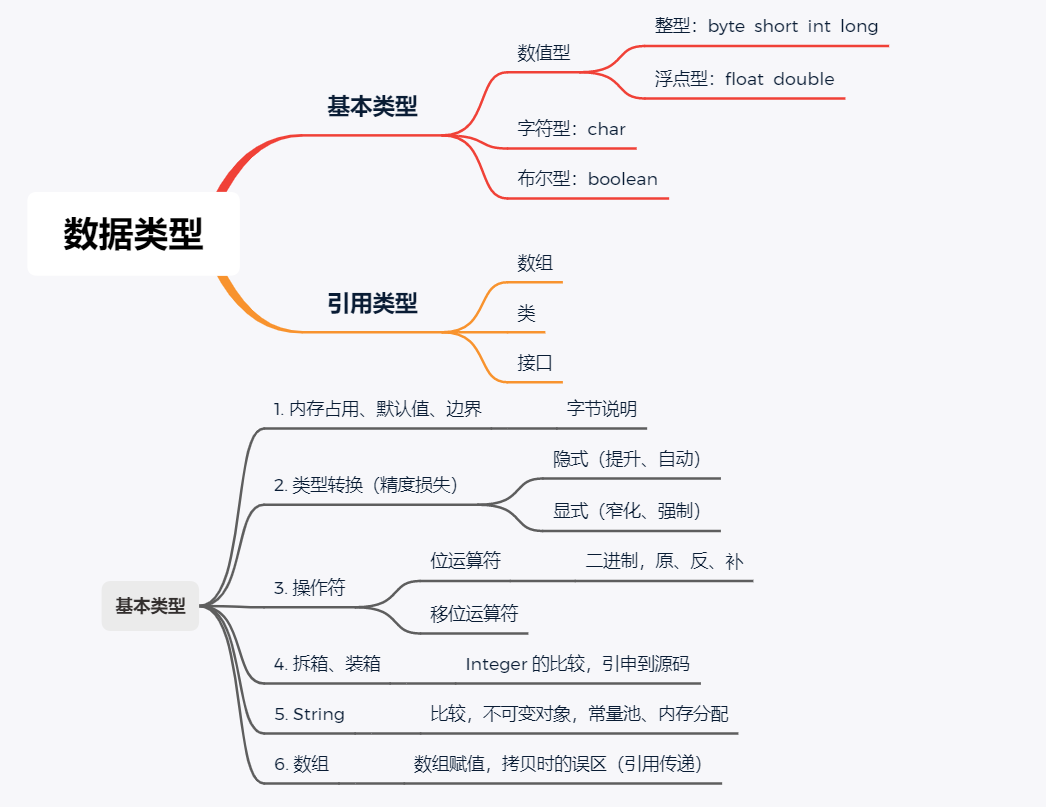 整型：byte short int long
数值型
浮点型：float double
基本类型
字符型：char
布尔型：boolean
数据类型
数组
引用类型
类
接口
1. 内存占用、默认值、边界 字节说明
隐式（提升、自动）
2. 类型转换（精度损失）
显式（窄化、强制）
位运算符 二进制，原、反、补
3. 操作符
基本类型
移位运算符
4. 拆箱、装箱 Integer 的比较，引申到源码
5. String 比较，不可变对象，常量池、内存分配
6. 数组 数组赋值，拷贝时的误区（引用传递）